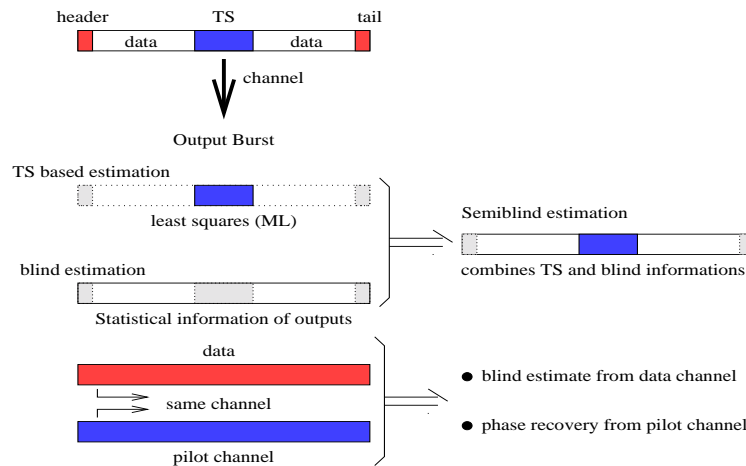 header TS tail
data data
channel
Output Burst
TS based estimation
least squares (ML)
Semiblind estimation
combines TS and blind informations
blind estimation
Statistical information of outputs
data
same channel
pilot channel
● blind estimate from data channel
● phase recovery from pilot channel